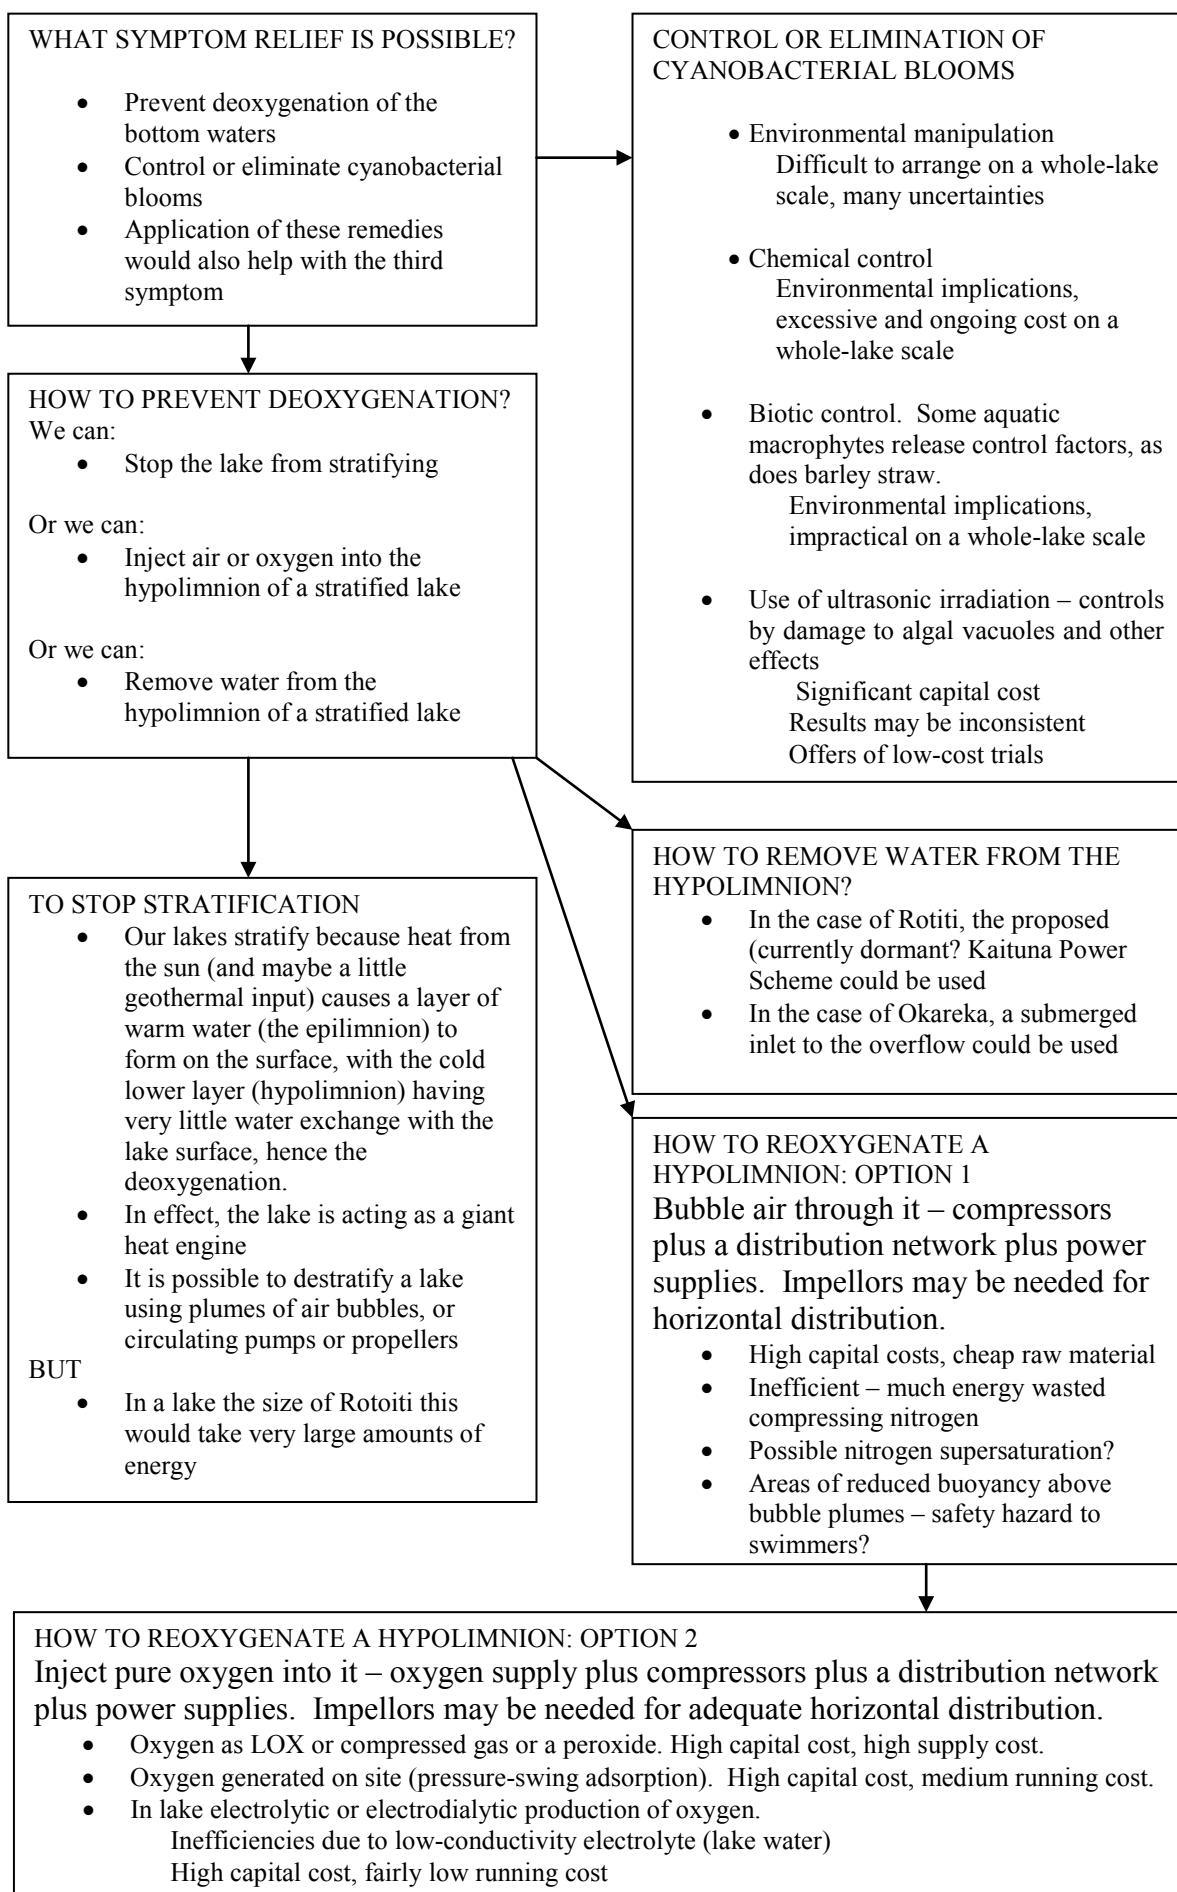 WHAT SYMPTOM RELIEF IS POSSIBLE?
• Prevent deoxygenation of the
bottom waters
• Control or eliminate cyanobacterial
blooms
• Application of these remedies
would also help with the third
symptom
CONTROL OR ELIMINATION OF
CYANOBACTERIAL BLOOMS
• Environmental manipulation
Difficult to arrange on a whole-lake
scale, many uncertainties
• Chemical control
Environmental implications,
excessive and ongoing cost on a
whole-lake scale
• Biotic control.  Some aquatic
macrophytes release control factors, as
does barley straw.
Environmental implications,
impractical on a whole-lake scale
• Use of ultrasonic irradiation – controls
by damage to algal vacuoles and other
effects
Significant capital cost
Results may be inconsistent
Offers of low-cost trials
HOW TO PREVENT DEOXYGENATION?
We can:
• Stop the lake from stratifying
Or we can:
• Inject air or oxygen into the
hypolimnion of a stratified lake
Or we can:
• Remove water from the
hypolimnion of a stratified lake
TO STOP STRATIFICATION
• Our lakes stratify because heat from
the sun (and maybe a little
geothermal input) causes a layer of
warm water (the epilimnion) to
form on the surface, with the cold
lower layer (hypolimnion) having
very little water exchange with the
lake surface, hence the
deoxygenation.
• In effect, the lake is acting as a giant
heat engine
• It is possible to destratify a lake
using plumes of air bubbles, or
circulating pumps or propellers
BUT
• In a lake the size of Rotoiti this
would take very large amounts of
energy
HOW TO REMOVE WATER FROM THE
HYPOLIMNION?
• In the case of Rotiti, the proposed
(currently dormant? Kaituna Power
Scheme could be used
• In the case of Okareka, a submerged
inlet to the overflow could be used
HOW TO REOXYGENATE A
HYPOLIMNION: OPTION 1
Bubble air through it – compressors
plus a distribution network plus power
supplies.  Impellors may be needed for
horizontal distribution.
• High capital costs, cheap raw material
• Inefficient – much energy wasted
compressing nitrogen
• Possible nitrogen supersaturation?
• Areas of reduced buoyancy above
bubble plumes – safety hazard to
swimmers?
HOW TO REOXYGENATE A HYPOLIMNION: OPTION 2
Inject pure oxygen into it – oxygen supply plus compressors plus a distribution network
plus power supplies.  Impellors may be needed for adequate horizontal distribution.
• Oxygen as LOX or compressed gas or a peroxide. High capital cost, high supply cost.
• Oxygen generated on site (pressure-swing adsorption).  High capital cost, medium running cost.
• In lake electrolytic or electrodialytic production of oxygen.
Inefficiencies due to low-conductivity electrolyte (lake water)
High capital cost, fairly low running cost